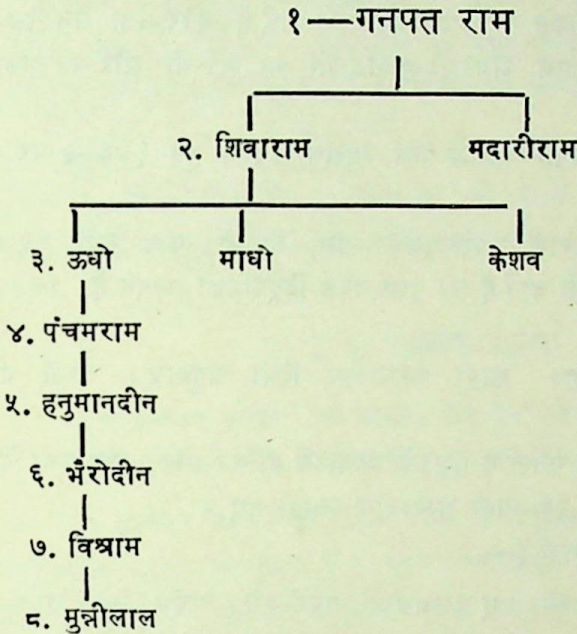 १—गनपत राम
२. शिवाराम मदारीराम
३. ऊधो माधो केशव
४. पंचमराम
५. हनुमानदीन
६. भैरोदीन
७. विश्राम
८. मुन्नीलाल